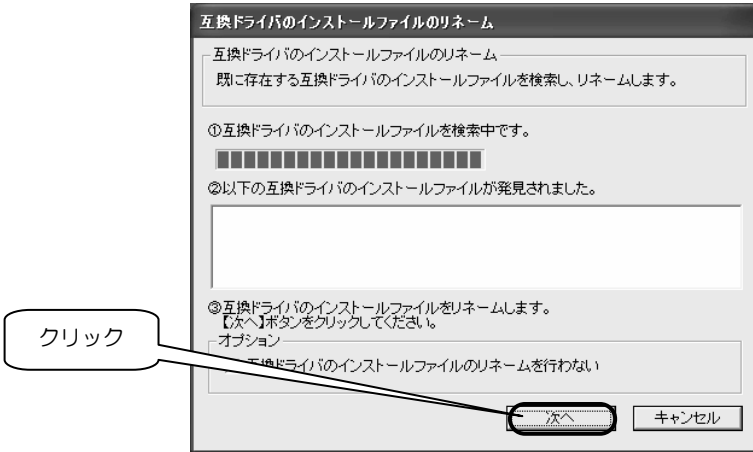 互換ドライバのインストールファイルのリネーム
互換ドライバのインストールファイルのリネーム
既に存在する互換ドライバのインストールファイルを検索し、リネームします。
①互換ドライバのインストールファイルを検索中です。
②以下の互換ドライバのインストールファイルが発見されました。
③互換ドライバのインストールファイルをリネームします。
【次へ】ボタンをクリックしてください。
クリック
オプション
互換ドライバのインストールファイルのリネームを行わない
次へ
キャンセル